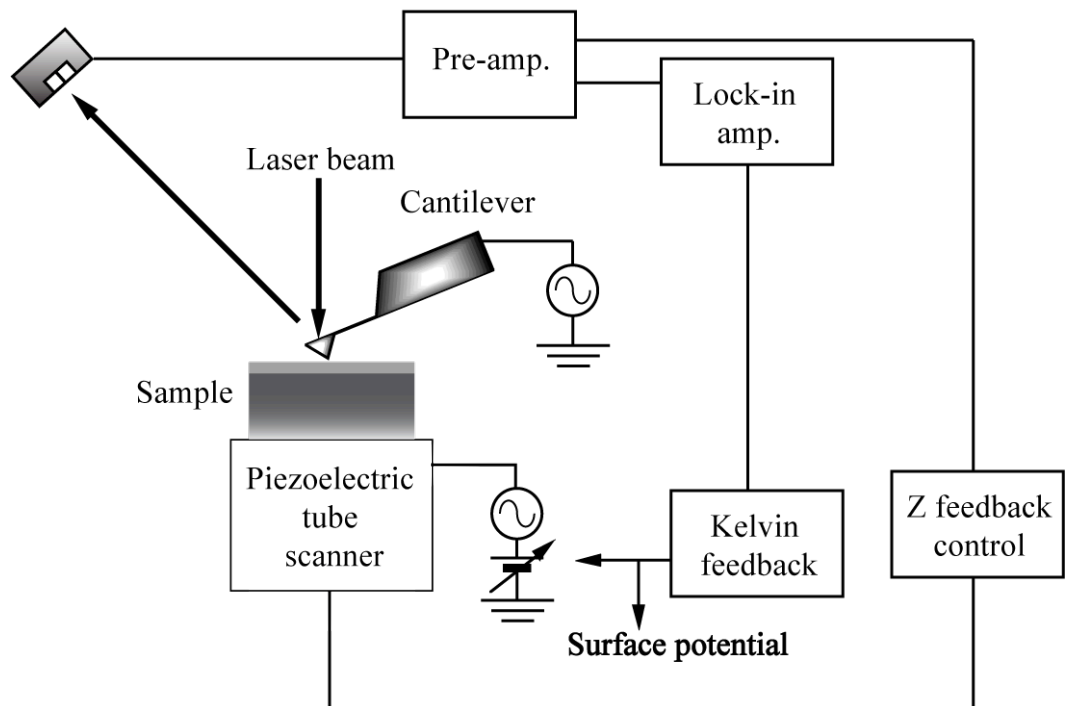 Pre-amp.
Lock-in
amp.
Laser beam
Cantilever
Sample
Piezoelectric
tube
scanner
Kelvin
feedback
Z feedback
control
Surface potential